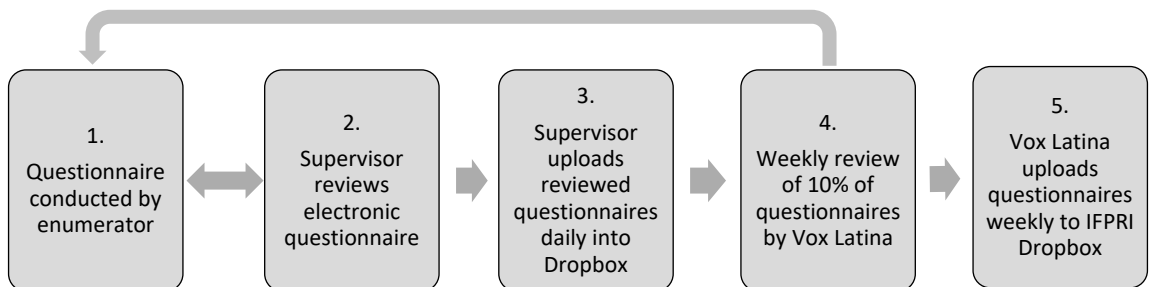 1.
Questionnaire
conducted by
enumerator
2.
Supervisor
reviews
electronic
questionnaire
3.
Supervisor
uploads
reviewed
questionnaires
daily into
Dropbox
4.
Weekly review
of 10% of
questionnaires
by Vox Latina
5.
Vox Latina
uploads
questionnaires
weekly to IFPRI
Dropbox